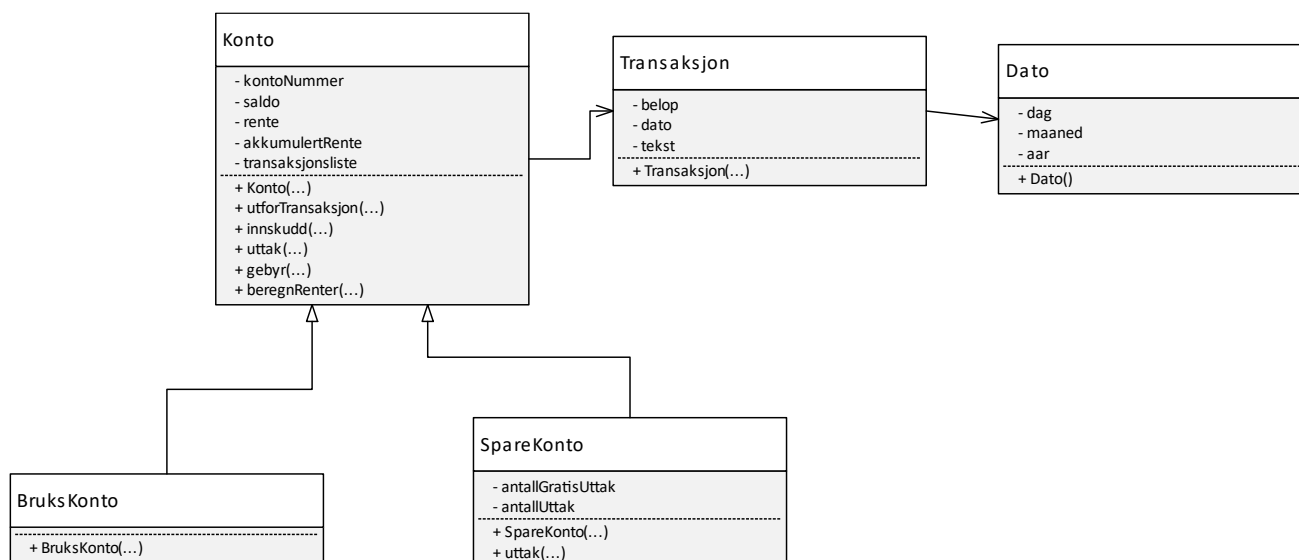 Konto
- kontoNummer
- saldo
- rente
- akkumulertRente
- transaksjonsliste
+ Konto(...)
+ utforTransaksjon(...)
+ innskudd(...)
+ uttak(...)
+ gebyr(...)
+ beregnRenter(...)
Transaksjon
- belop
- dato
- tekst
+ Transaksjon(...)
Dato
- dag
- maaned
- aar
+ Dato()
BruksKonto
+ BruksKonto(...)
SpareKonto
- antallGratisUttak
- antallUttak
+ SpareKonto(...)
+ uttak(...)